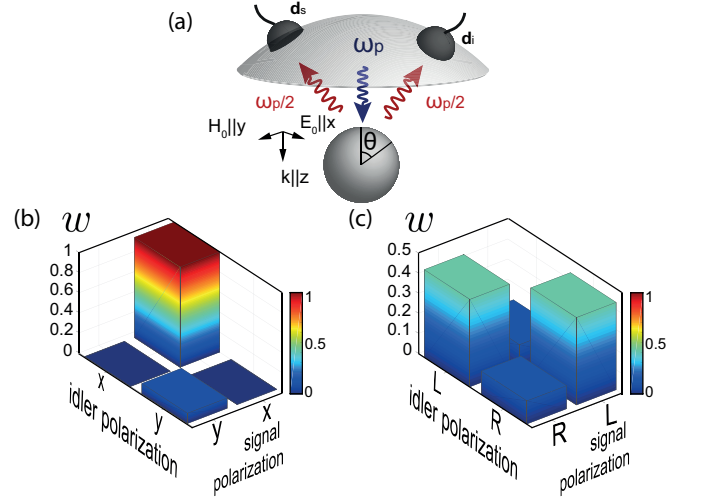 (a)
dₛ
dᵢ
ωₚ
ωₚ/2
ωₚ/2
H₀||y
E₀||x
k||z
θ
(b)
w
1
0.8
0.6
0.4
0.2
0
x
y
idler polarization
y
x
signal
polarization
1
0.5
0
(c)
w
0.5
0.4
0.3
0.2
0.1
0
L
R
idler polarization
R
L
signal
polarization
1
0.5
0